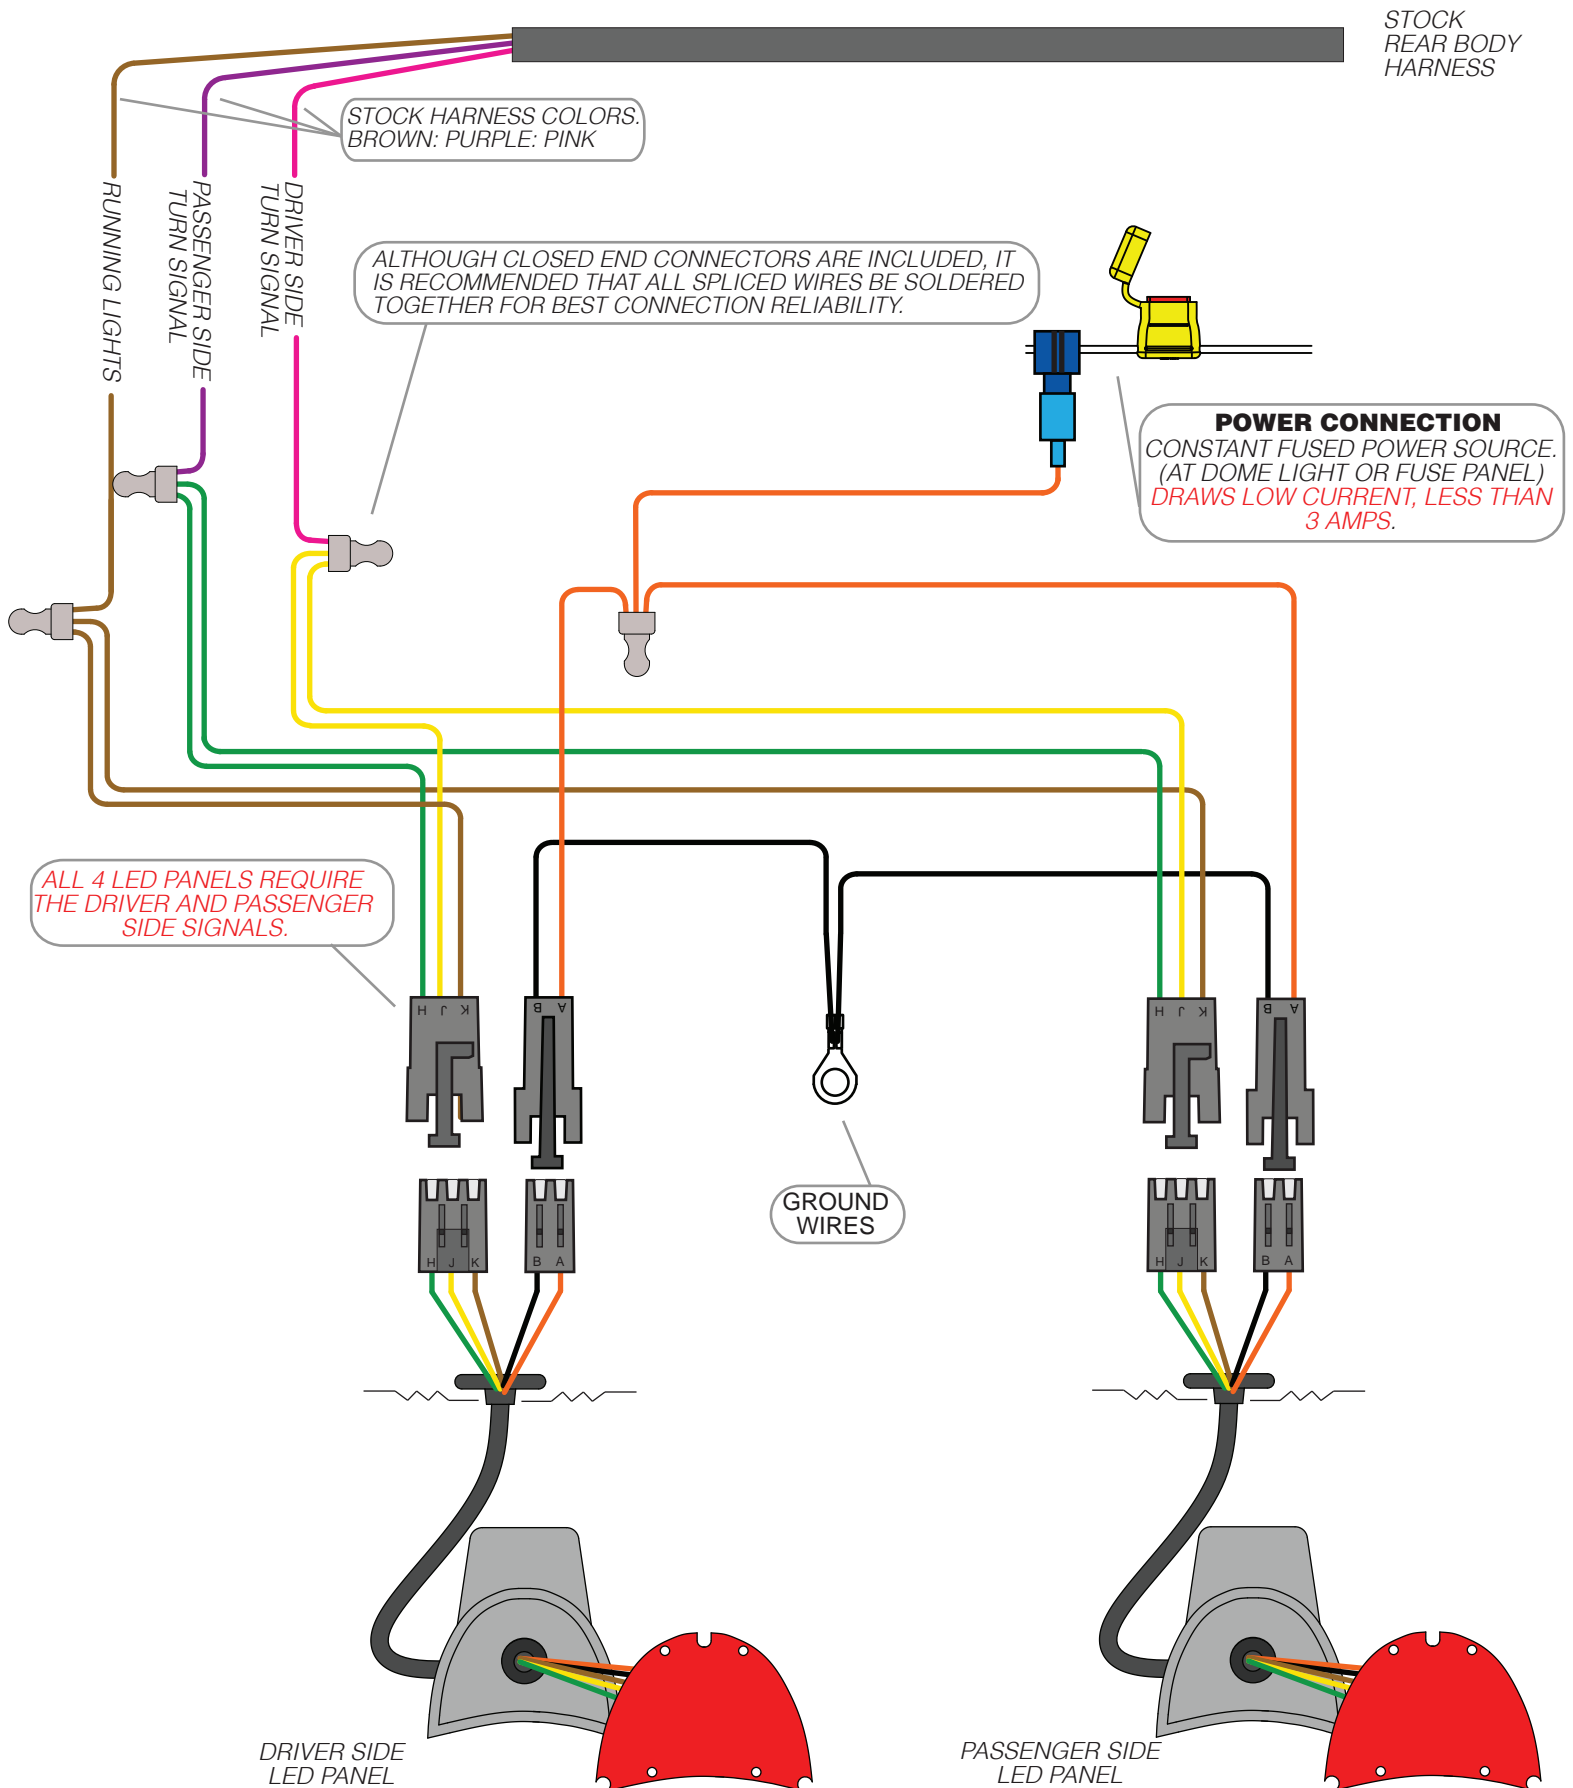 STOCK
REAR BODY
HARNESS
STOCK HARNESS COLORS.
BROWN: PURPLE: PINK
RUNNING LIGHTS
PASSENGER SIDE
TURN SIGNAL
DRIVER SIDE
TURN SIGNAL
ALTHOUGH CLOSED END CONNECTORS ARE INCLUDED, IT
IS RECOMMENDED THAT ALL SPLICED WIRES BE SOLDERED
TOGETHER FOR BEST CONNECTION RELIABILITY.
POWER CONNECTION
CONSTANT FUSED POWER SOURCE.
(AT DOME LIGHT OR FUSE PANEL)
DRAWS LOW CURRENT, LESS THAN
3 AMPS.
ALL 4 LED PANELS REQUIRE
THE DRIVER AND PASSENGER
SIDE SIGNALS.
H J K
B A
H J K
B A
GROUND
WIRES
H J K
B A
H J K
B A
DRIVER SIDE
LED PANEL
PASSENGER SIDE
LED PANEL